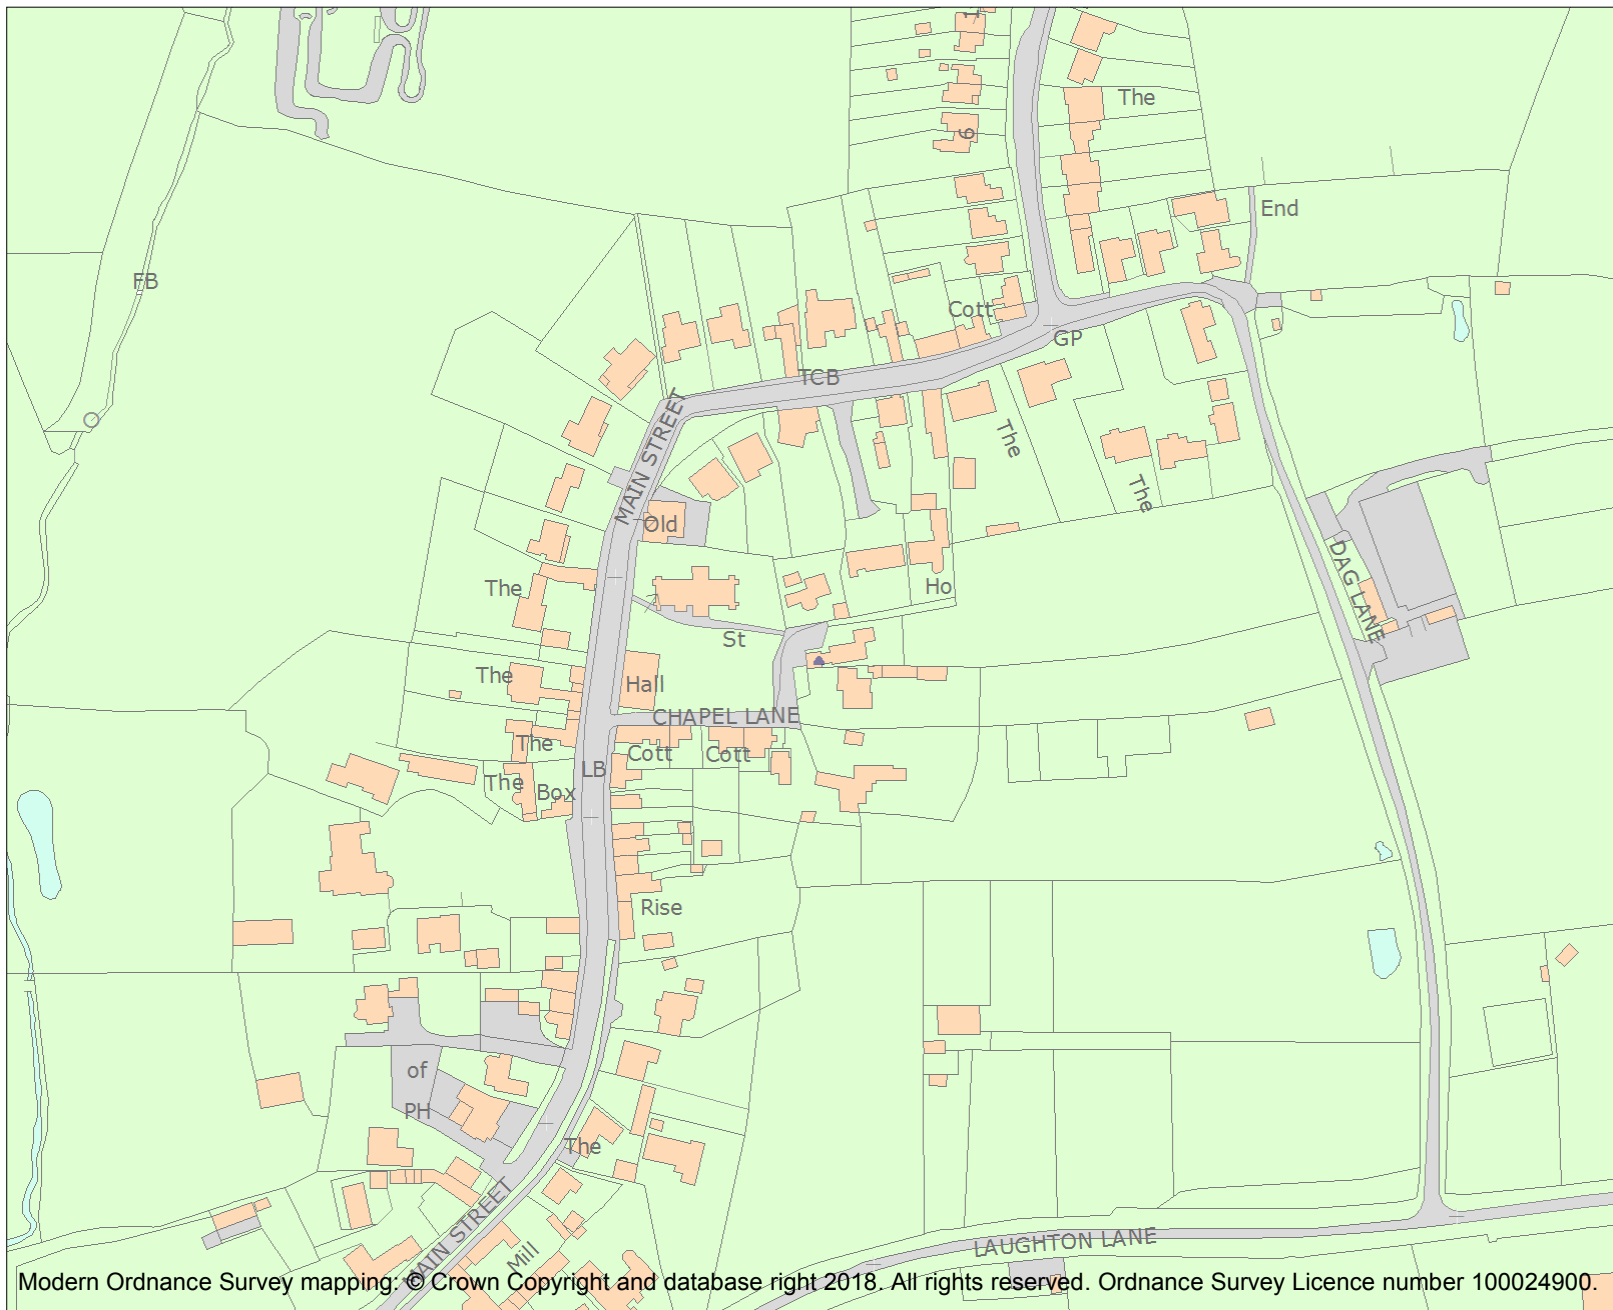 1
The
6
End
FB
Cott
GP
TCB
MAIN STREET
The
The
Old
DAG LANE
The
Ho
St
The
Hall
CHAPEL LANE
The
Cott
Cott
LB
The
Box
Rise
of
PH
The
MAIN STREET
Mill
LAUGHTON LANE
Modern Ordnance Survey mapping: © Crown Copyright and database right 2018. All rights reserved. Ordnance Survey Licence number 100024900.